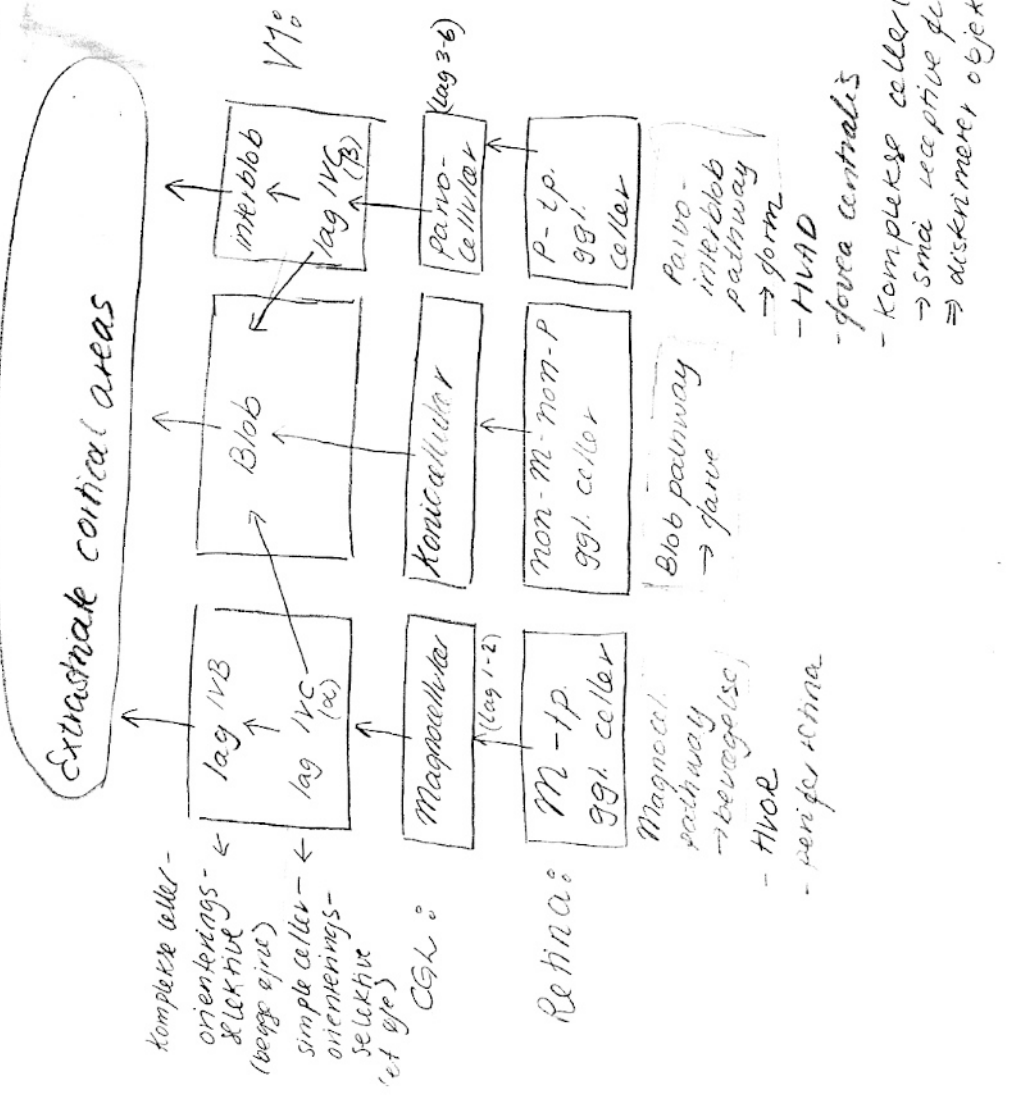 Extrastriate cortical areas
V1:
lag IVB
lag IVC
(α)
Blob
interblob
lag IVC
(β)
Komplekse celler-
orienterings-
selektive
(begge øjne)
simple celler-
orienterings-
selektive
(et øje)
CGL:
Magnocellulær
(lag 1-2)
Koniocellulær
Parvo-
cellulær
(lag 3-6)
Retina:
M-tp.
ggl. celler
non-M-non-P
ggl. celler
P-tp.
ggl.
celler
Magnocel.
pathway
→ bevægelse
- HVOR
- perifer retina
Blob pathway
→ farve
Parvo-
interblob
pathway
→ form
- HVAD
- fovea centralis
- Komplekse celler
→ små receptive
⇒ diskriminerer